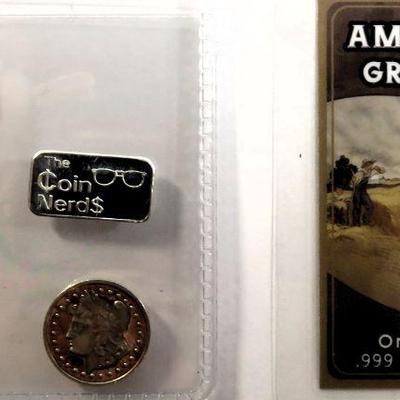 The
₵oin
Nerd$
AM
GR
On
.999